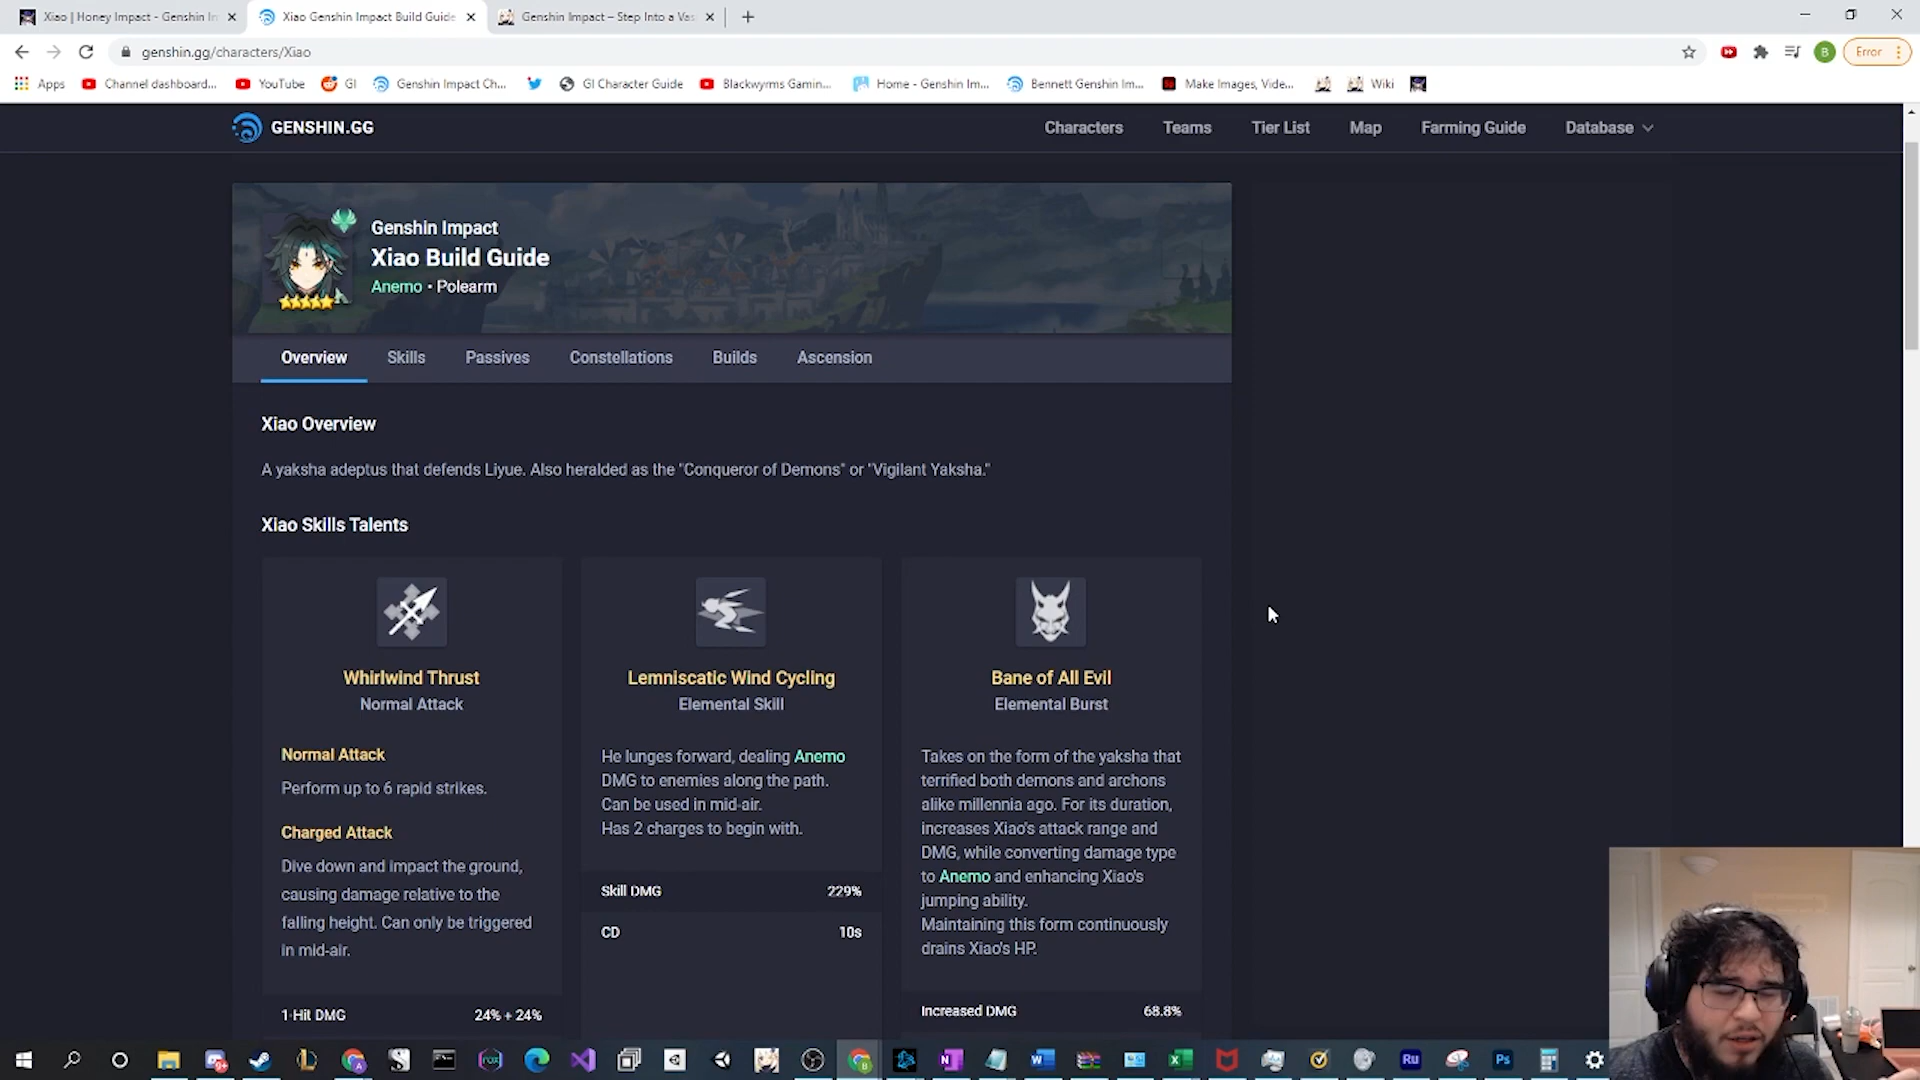 Xiao | Honey Impact - Genshin I
Xiao Genshin Impact Build Guide
Genshin Impact – Step Into a Vas
genshin.gg/characters/Xiao
B
Error
Apps
Channel dashboard...
YouTube
GI
Genshin Impact Ch...
GI Character Guide
Blackwyrms Gamin...
Home - Genshin Im...
Bennett Genshin Im...
Make Images, Vide...
Wiki
GENSHIN.GG
Characters
Teams
Tier List
Map
Farming Guide
Database
Genshin Impact
Xiao Build Guide
Anemo • Polearm
Overview
Skills
Passives
Constellations
Builds
Ascension
Xiao Overview
A yaksha adeptus that defends Liyue. Also heralded as the "Conqueror of Demons" or "Vigilant Yaksha."
Xiao Skills Talents
Whirlwind Thrust
Normal Attack
Normal Attack
Perform up to 6 rapid strikes.
Charged Attack
Dive down and impact the ground,
causing damage relative to the
falling height. Can only be triggered
in mid-air.
1-Hit DMG 24% + 24%
Lemniscatic Wind Cycling
Elemental Skill
He lunges forward, dealing Anemo
DMG to enemies along the path.
Can be used in mid-air.
Has 2 charges to begin with.
Skill DMG 229%
CD 10s
Bane of All Evil
Elemental Burst
Takes on the form of the yaksha that
terrified both demons and archons
alike millennia ago. For its duration,
increases Xiao's attack range and
DMG, while converting damage type
to Anemo and enhancing Xiao's
jumping ability.
Maintaining this form continuously
drains Xiao's HP.
Increased DMG 68.8%
Ru
Ps